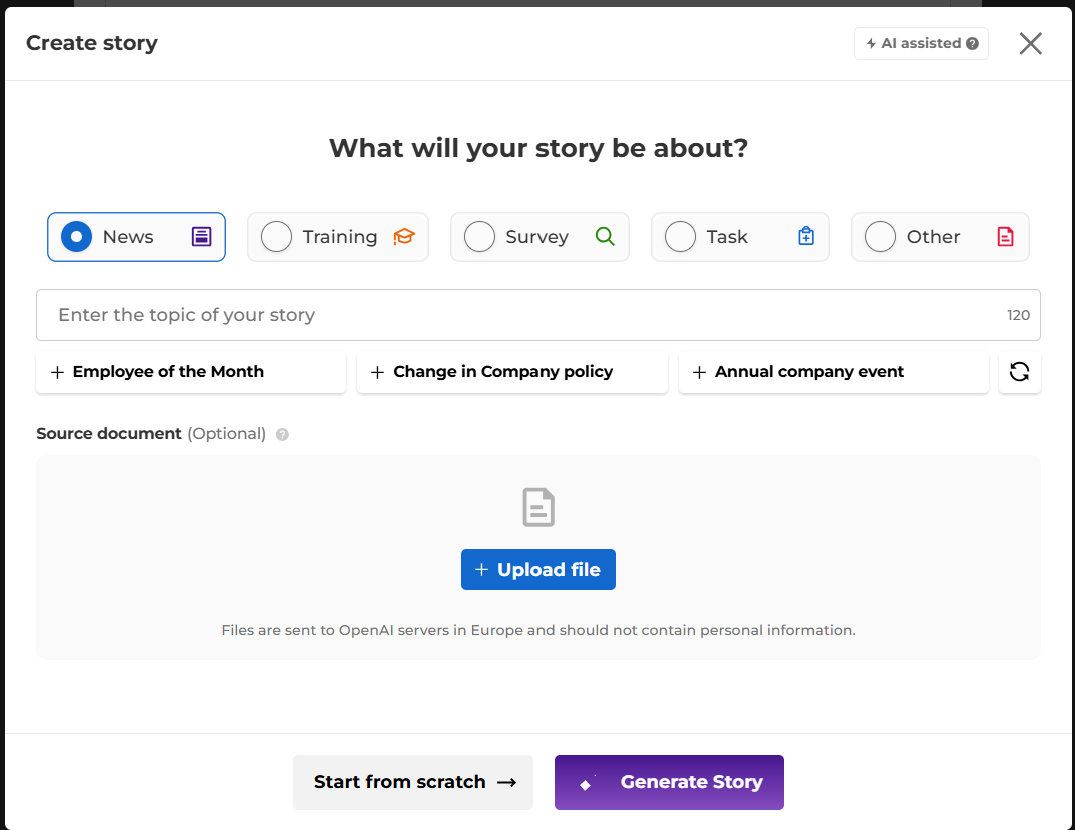 Create story
AI assisted
What will your story be about?
News Training Survey Task Other
Enter the topic of your story 120
+ Employee of the Month + Change in Company policy + Annual company event
Source document (Optional)
+ Upload file
Files are sent to OpenAI servers in Europe and should not contain personal information.
Start from scratch → Generate Story